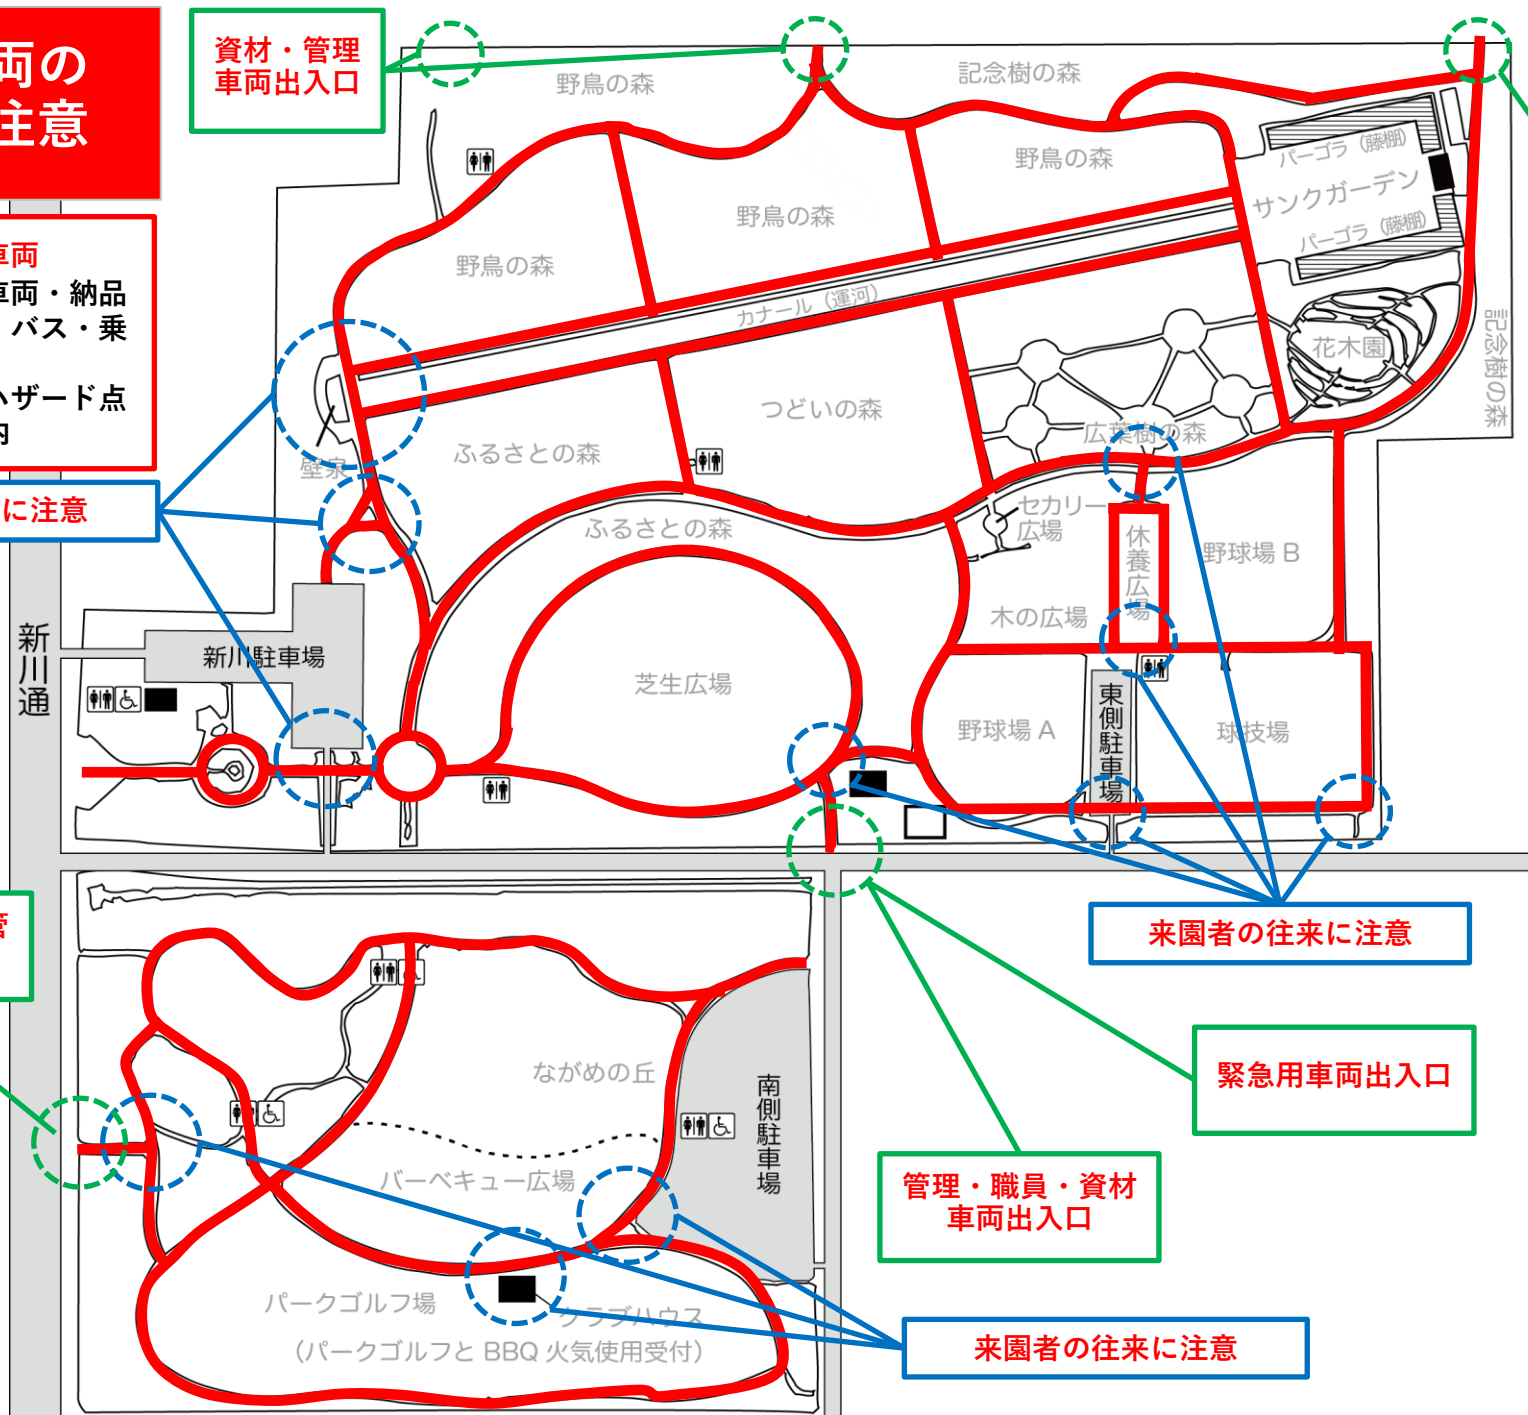 両の
注意
資材・管理
車両出入口
車両
車両・納品
バス・乗
ハザード点
内
に注意
野鳥の森
記念樹の森
野鳥の森
野鳥の森
野鳥の森
パーゴラ（藤棚）
サンクガーデン
パーゴラ（藤棚）
カナール（運河）
花木園
記念樹の森
つどいの森
広葉樹の森
ふるさとの森
壁泉
ふるさとの森
セカリー
広場
休養広場
野球場 B
木の広場
新川通
新川駐車場
芝生広場
野球場 A
東側駐車場
球技場
来園者の往来に注意
管
ながめの丘
南側駐車場
緊急用車両出入口
バーベキュー広場
管理・職員・資材
車両出入口
パークゴルフ場
クラブハウス
（パークゴルフと BBQ 火気使用受付）
来園者の往来に注意